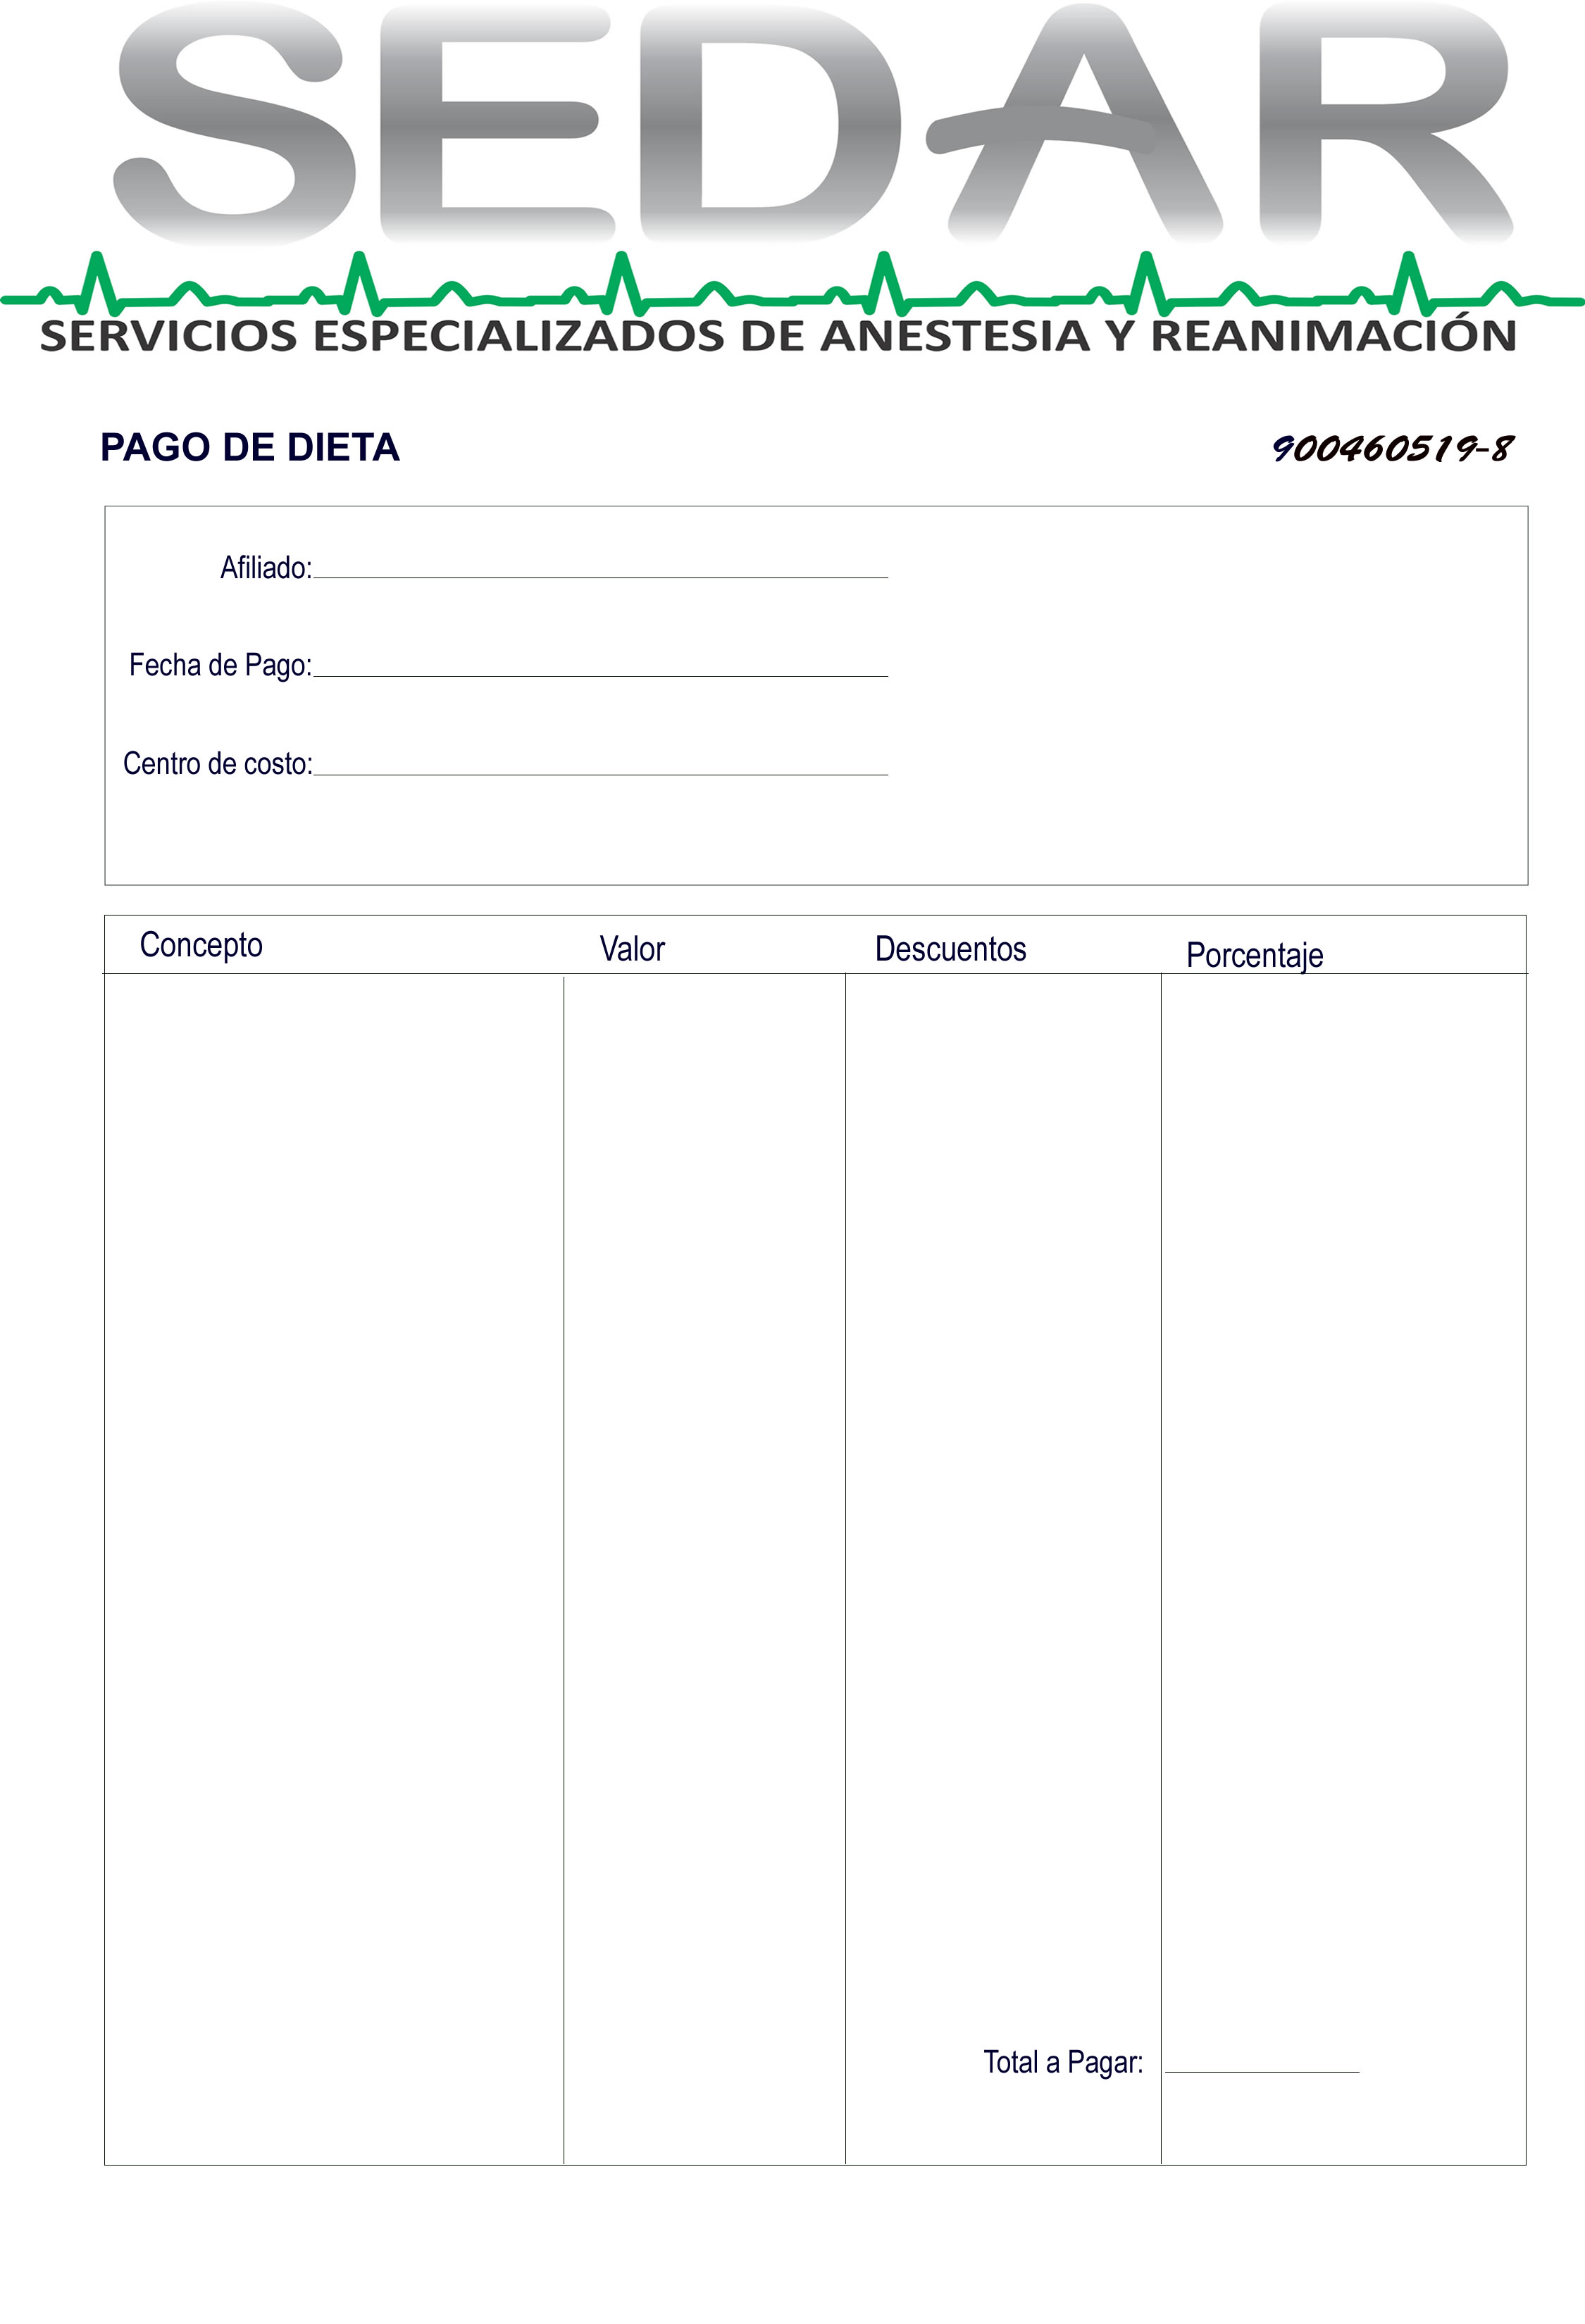 SEDAR
SERVICIOS ESPECIALIZADOS DE ANESTESIA Y REANIMACIÓN
PAGO DE DIETA 900460519-8
Afiliado:
Fecha de Pago:
Centro de costo:
Concepto Valor Descuentos Porcentaje
Total a Pagar: